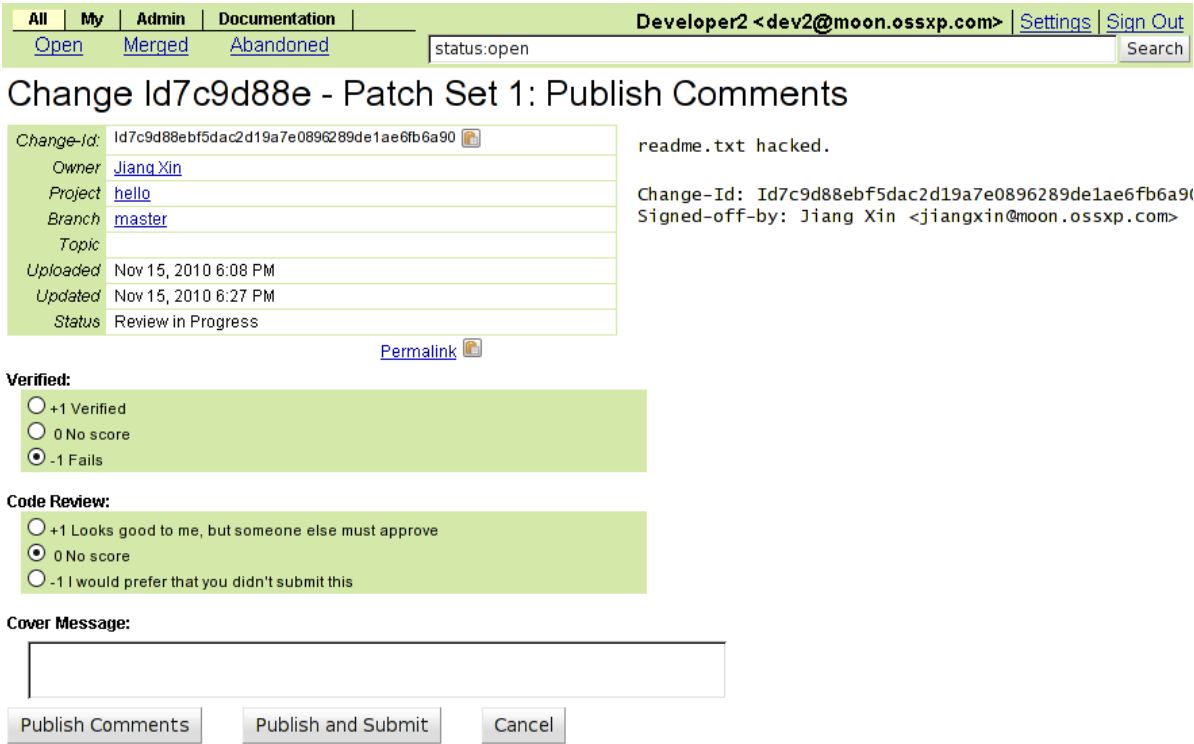 All My Admin Documentation Developer2 <dev2@moon.ossxp.com> Settings Sign Out
Open Merged Abandoned status:open Search
Change Id7c9d88e - Patch Set 1: Publish Comments
Change-Id: Id7c9d88ebf5dac2d19a7e0896289de1ae6fb6a90
Owner Jiang Xin
Project hello
Branch master
Topic
Uploaded Nov 15, 2010 6:08 PM
Updated Nov 15, 2010 6:27 PM
Status Review in Progress
Permalink
readme.txt hacked.
Change-Id: Id7c9d88ebf5dac2d19a7e0896289de1ae6fb6a90
Signed-off-by: Jiang Xin <jiangxin@moon.ossxp.com>
Verified:
+1 Verified
0 No score
-1 Fails
Code Review:
+1 Looks good to me, but someone else must approve
0 No score
-1 I would prefer that you didn't submit this
Cover Message:
Publish Comments Publish and Submit Cancel